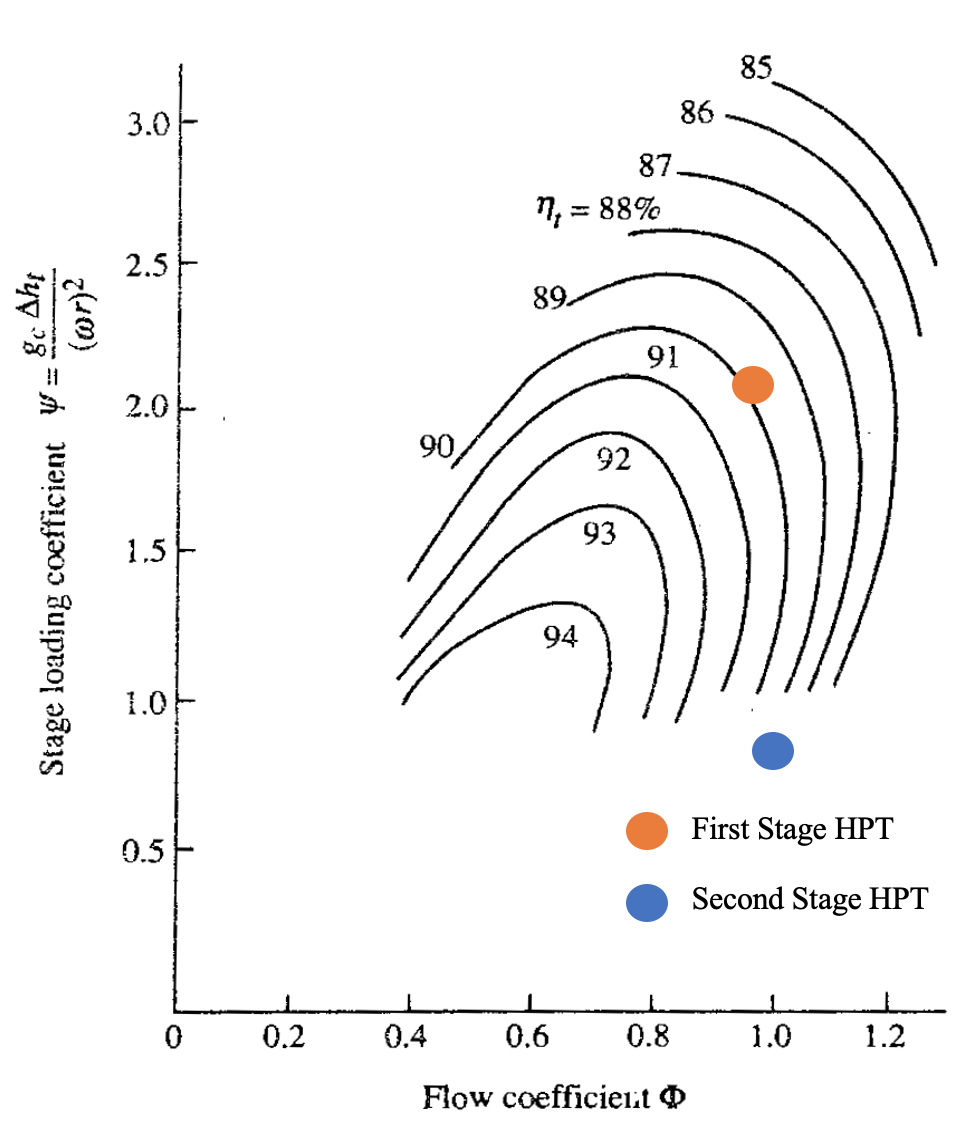 85
3.0
86
87
ηt = 88%
2.5
89
91
2.0
90
92
1.5
93
94
1.0
0.5
Stage loading coefficient ψ = gc Δht / (ωr)2
First Stage HPT
Second Stage HPT
0 0.2 0.4 0.6 0.8 1.0 1.2
Flow coefficient Φ